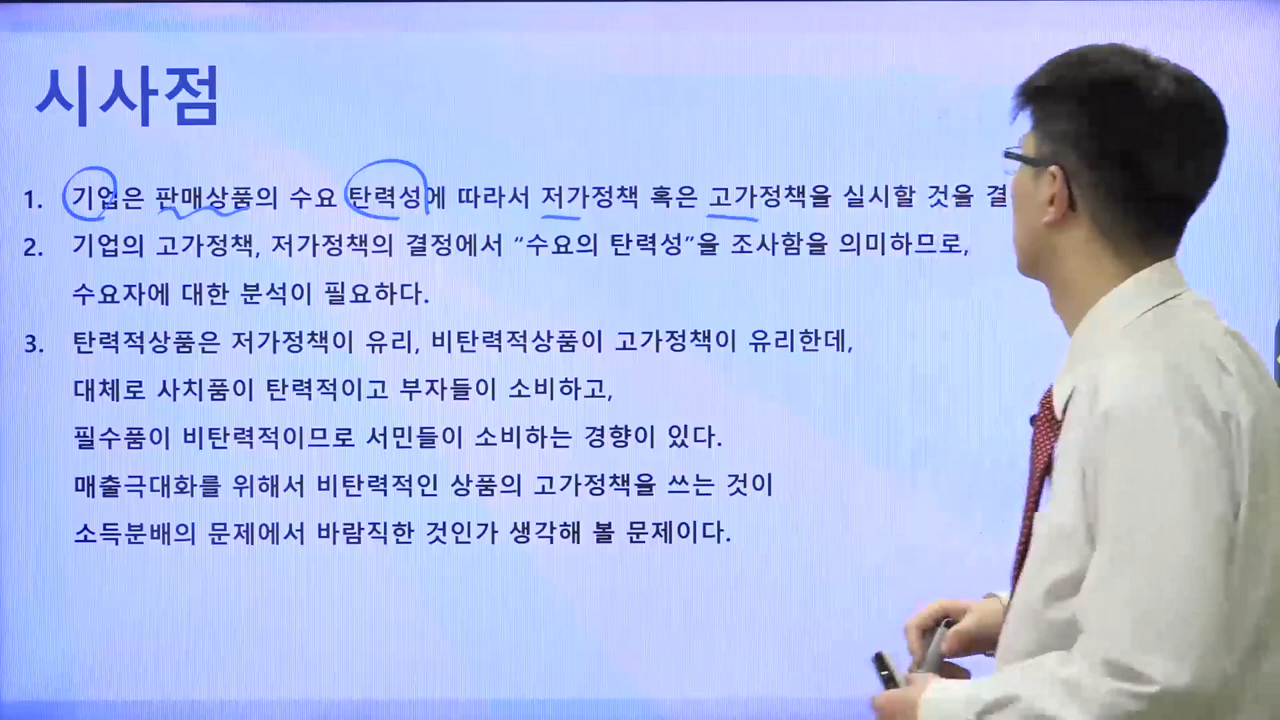 시사점
1. 기업은 판매상품의 수요 탄력성에 따라서 저가정책 혹은 고가정책을 실시할 것을 결
2. 기업의 고가정책, 저가정책의 결정에서 “수요의 탄력성”을 조사함을 의미하므로,
수요자에 대한 분석이 필요하다.
3. 탄력적상품은 저가정책이 유리, 비탄력적상품이 고가정책이 유리한데,
대체로 사치품이 탄력적이고 부자들이 소비하고,
필수품이 비탄력적이므로 서민들이 소비하는 경향이 있다.
매출극대화를 위해서 비탄력적인 상품의 고가정책을 쓰는 것이
소득분배의 문제에서 바람직한 것인가 생각해 볼 문제이다.